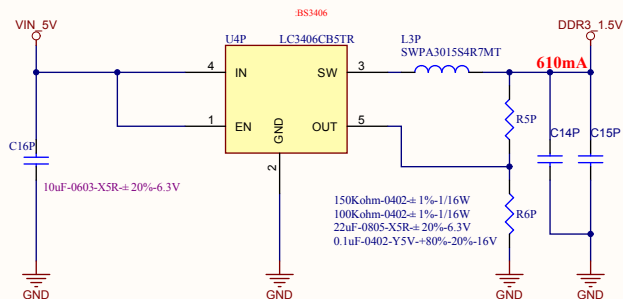 :BS3406
VIN_5V
U4P
LC3406CB5TR
L3P
SWPA3015S4R7MT
DDR3_1.5V
610mA
4
IN
SW
3
1
EN
OUT
5
GND
2
R5P
C14P
C15P
C16P
10uF-0603-X5R-±20%-6.3V
150Kohm-0402-±1%-1/16W
100Kohm-0402-±1%-1/16W
22uF-0805-X5R-±20%-6.3V
0.1uF-0402-Y5V-+80%-20%-16V
R6P
GND
GND
GND
GND